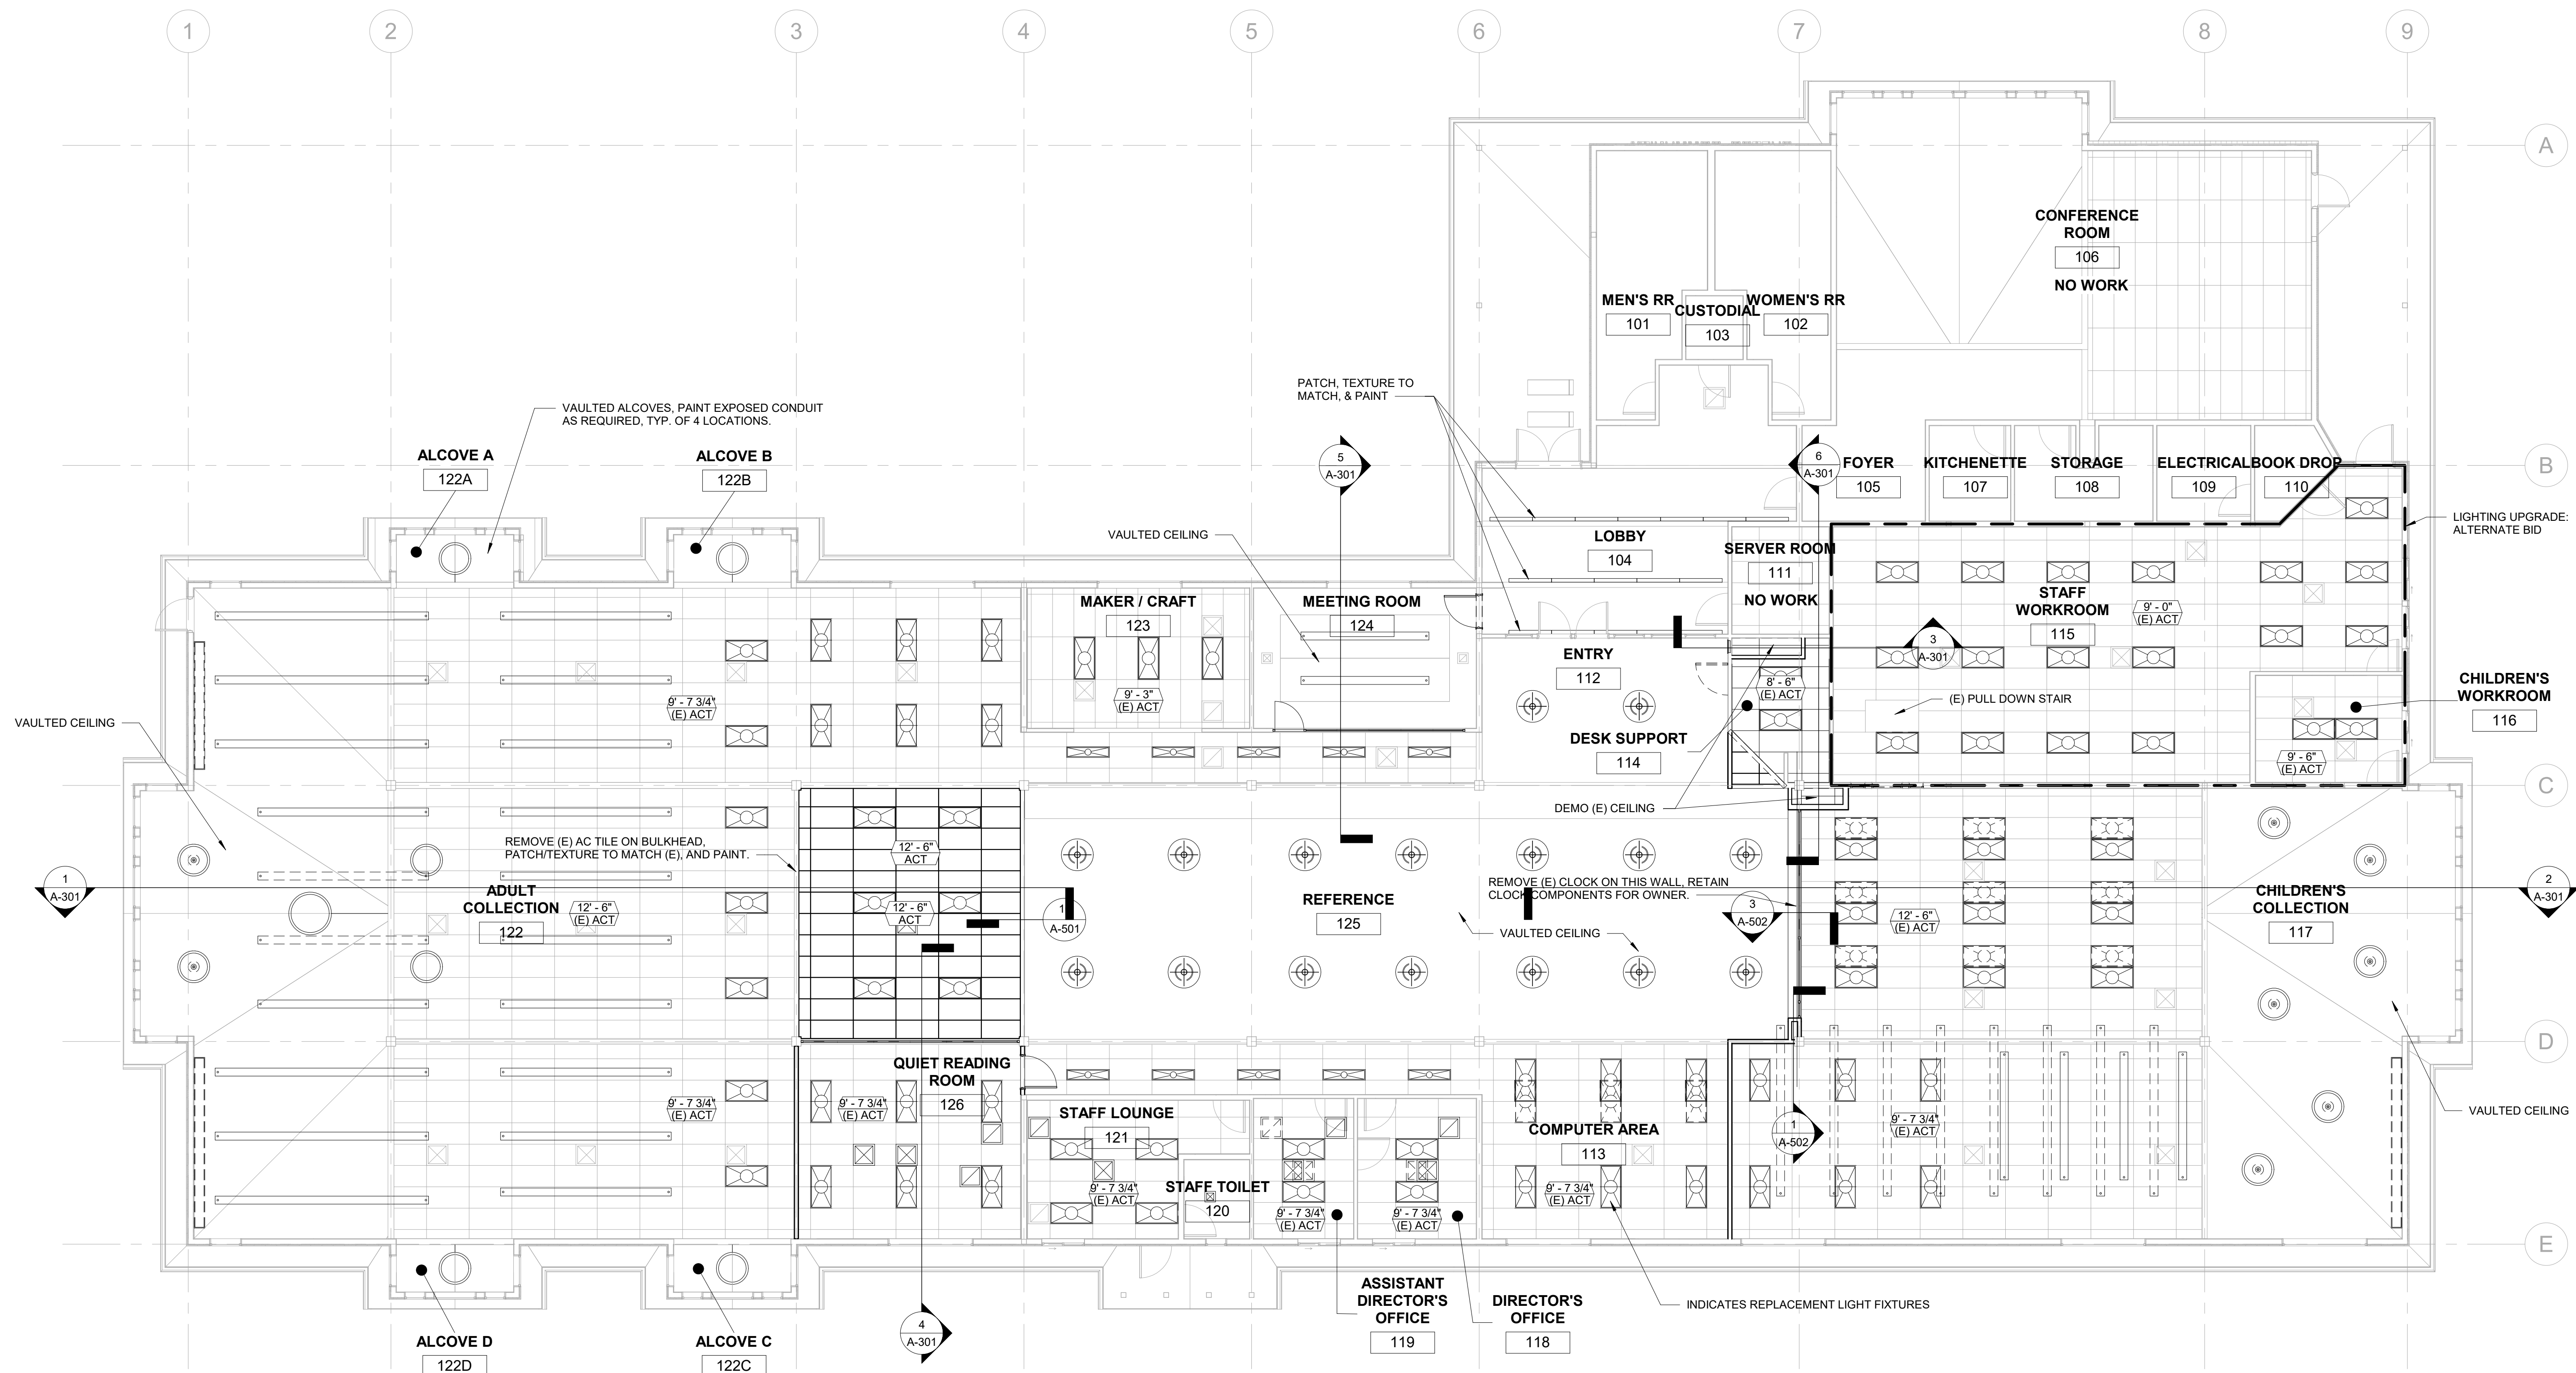 1
2
3
4
5
6
7
8
9
A
CONFERENCE
ROOM
106
NO WORK
MEN'S RR
101
CUSTODIAL
103
WOMEN'S RR
102
PATCH, TEXTURE TO
MATCH, & PAINT
VAULTED ALCOVES, PAINT EXPOSED CONDUIT
AS REQUIRED, TYP. OF 4 LOCATIONS.
ALCOVE A
122A
ALCOVE B
122B
5
A-301
6
A-301
FOYER
105
KITCHENETTE
107
STORAGE
108
ELECTRICAL
109
BOOK DROP
110
B
LIGHTING UPGRADE:
ALTERNATE BID
VAULTED CEILING
LOBBY
104
SERVER ROOM
111
NO WORK
MAKER / CRAFT
123
9' - 3"
(E) ACT
MEETING ROOM
124
STAFF
WORKROOM
115
9' - 0"
(E) ACT
3
A-301
ENTRY
112
8' - 6"
(E) ACT
(E) PULL DOWN STAIR
CHILDREN'S
WORKROOM
116
9' - 6"
(E) ACT
9' - 7 3/4"
(E) ACT
VAULTED CEILING
DESK SUPPORT
114
DEMO (E) CEILING
C
REMOVE (E) AC TILE ON BULKHEAD,
PATCH/TEXTURE TO MATCH (E), AND PAINT.
12' - 6"
ACT
1
A-301
ADULT
COLLECTION
122
12' - 6"
(E) ACT
12' - 6"
ACT
1
A-501
REFERENCE
125
REMOVE (E) CLOCK ON THIS WALL, RETAIN
CLOCK COMPONENTS FOR OWNER.
VAULTED CEILING
3
A-502
12' - 6"
(E) ACT
CHILDREN'S
COLLECTION
117
2
A-301
D
QUIET READING
ROOM
126
9' - 7 3/4"
(E) ACT
9' - 7 3/4"
(E) ACT
STAFF LOUNGE
121
9' - 7 3/4"
(E) ACT
STAFF TOILET
120
9' - 7 3/4"
(E) ACT
9' - 7 3/4"
(E) ACT
COMPUTER AREA
113
9' - 7 3/4"
(E) ACT
1
A-502
9' - 7 3/4"
(E) ACT
VAULTED CEILING
E
ASSISTANT
DIRECTOR'S
OFFICE
119
DIRECTOR'S
OFFICE
118
INDICATES REPLACEMENT LIGHT FIXTURES
4
A-301
ALCOVE D
122D
ALCOVE C
122C